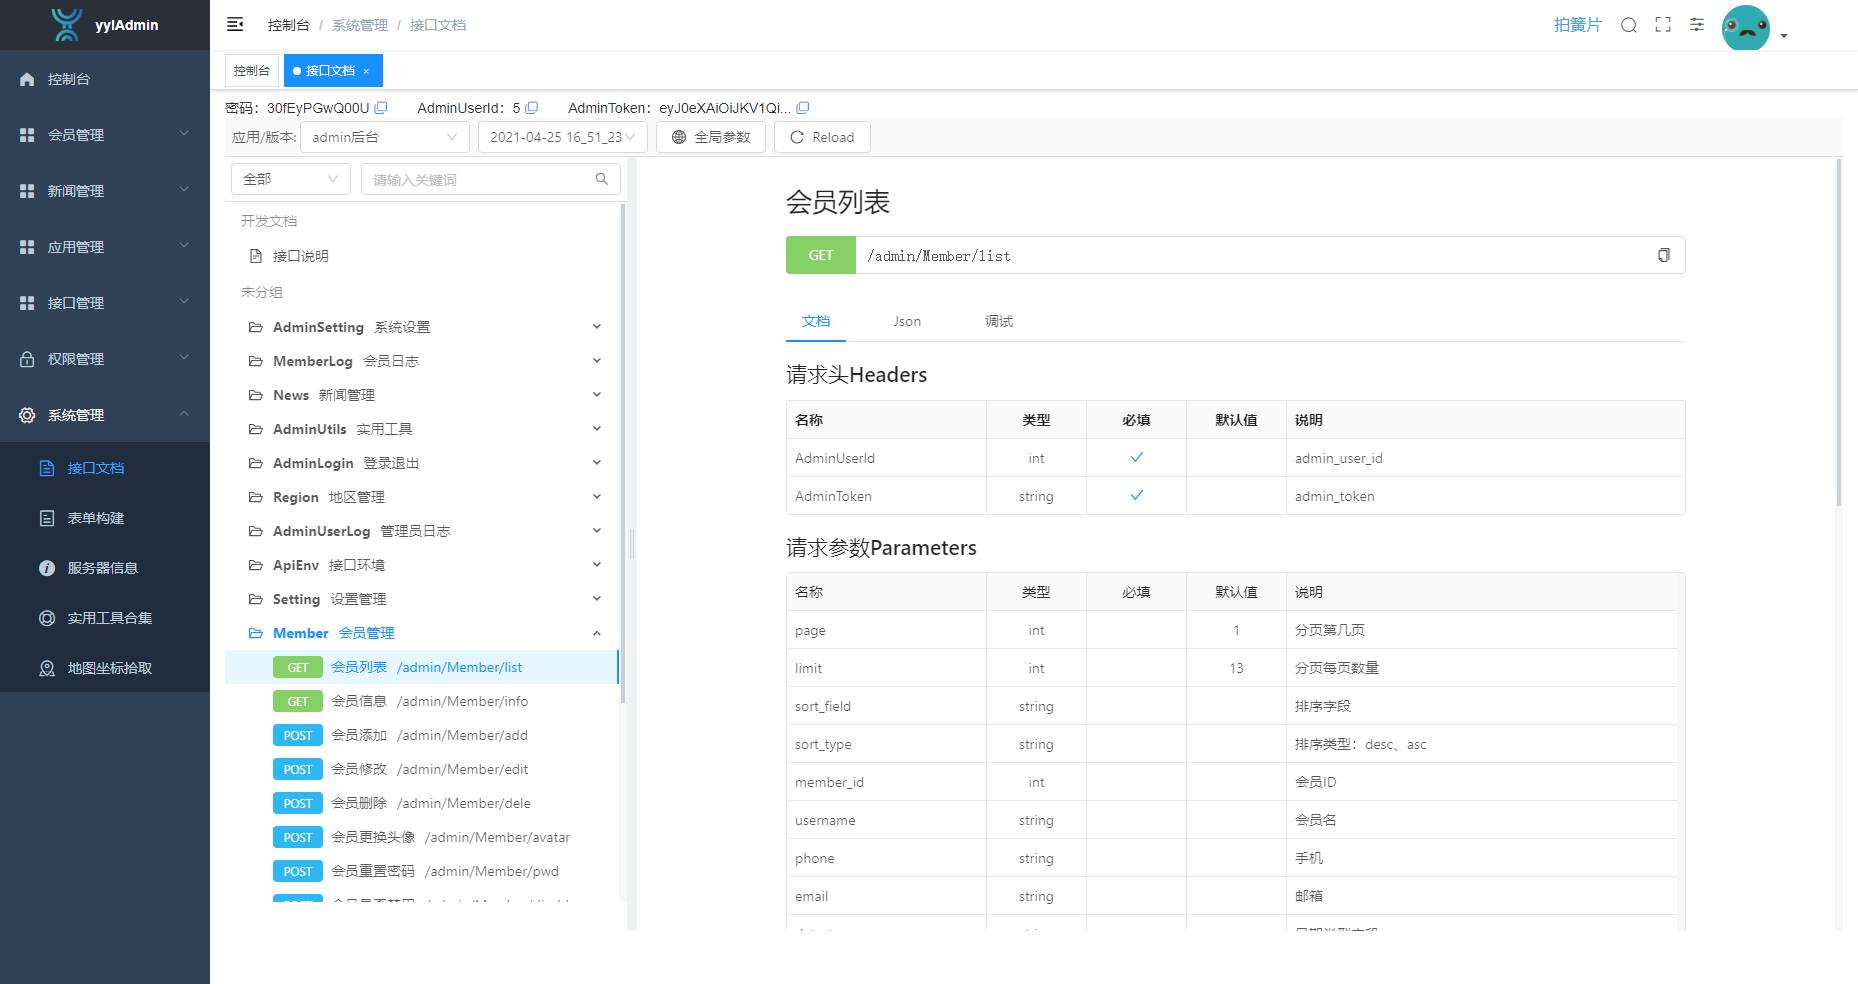 yylAdmin
控制台 / 系统管理 / 接口文档
拍簧片
控制台
接口文档 ×
密码：30fEyPGwQ00U AdminUserId：5 AdminToken：eyJ0eXAiOiJKV1Qi...
应用/版本: admin后台 2021-04-25 16_51_23 全局参数 Reload
控制台
会员管理
新闻管理
应用管理
接口管理
权限管理
系统管理
接口文档
表单构建
服务器信息
实用工具合集
地图坐标拾取
全部 请输入关键词
开发文档
接口说明
未分组
AdminSetting 系统设置
MemberLog 会员日志
News 新闻管理
AdminUtils 实用工具
AdminLogin 登录退出
Region 地区管理
AdminUserLog 管理员日志
ApiEnv 接口环境
Setting 设置管理
Member 会员管理
GET 会员列表 /admin/Member/list
GET 会员信息 /admin/Member/info
POST 会员添加 /admin/Member/add
POST 会员修改 /admin/Member/edit
POST 会员删除 /admin/Member/dele
POST 会员更换头像 /admin/Member/avatar
POST 会员重置密码 /admin/Member/pwd
会员列表
GET /admin/Member/list
文档 Json 调试
请求头Headers
名称 类型 必填 默认值 说明
AdminUserId int admin_user_id
AdminToken string admin_token
请求参数Parameters
名称 类型 必填 默认值 说明
page int 1 分页第几页
limit int 13 分页每页数量
sort_field string 排序字段
sort_type string 排序类型：desc、asc
member_id int 会员ID
username string 会员名
phone string 手机
email string 邮箱